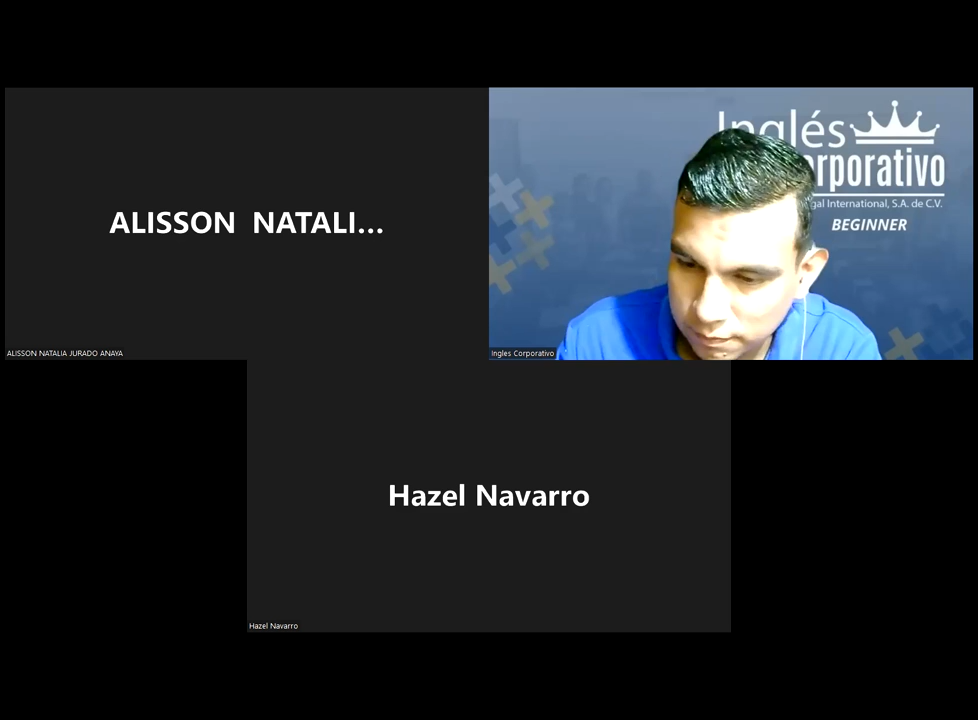 ALISSON NATALI...
ALISSON NATALIA JURADO ANAYA
Inglés
rporativo
gal International, S.A. de C.V.
BEGINNER
Ingles Corporativo
Hazel Navarro
Hazel Navarro